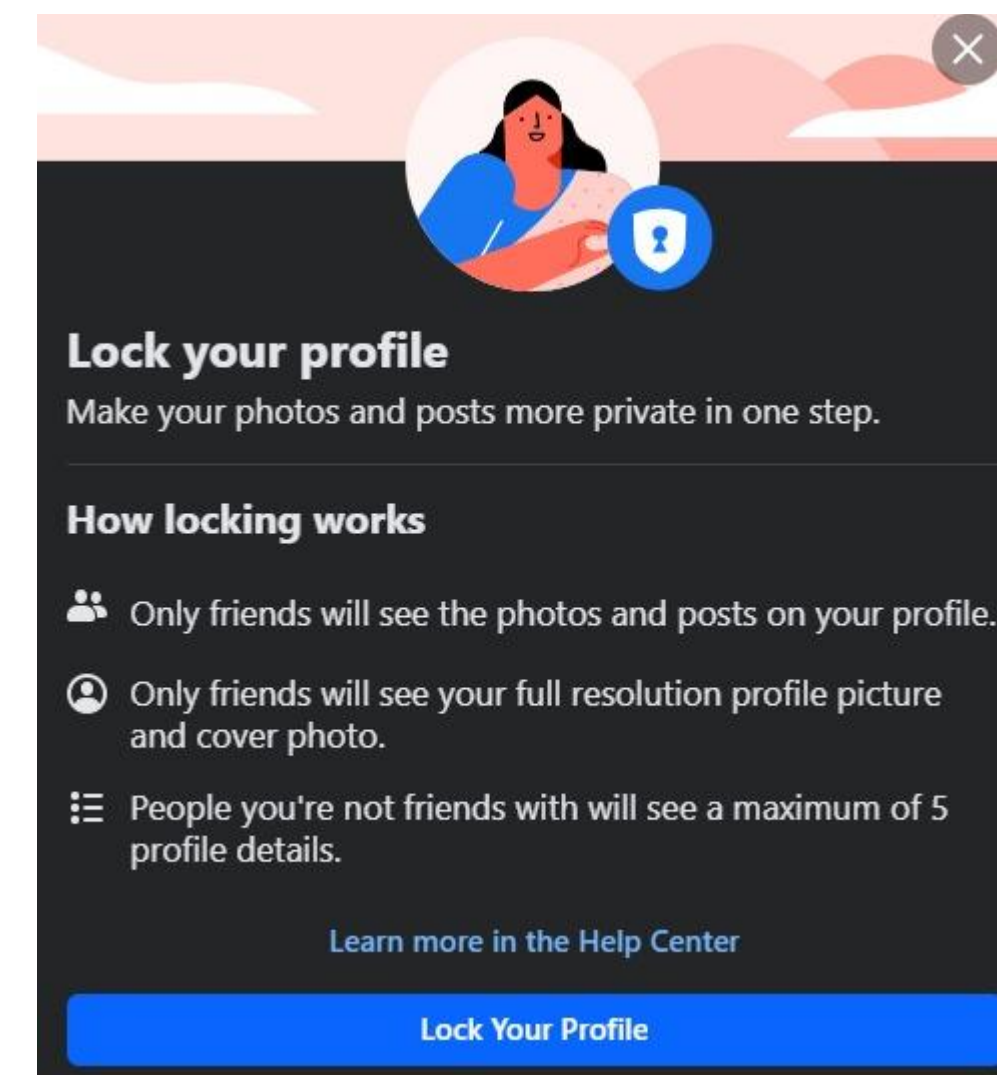 Lock your profile
Make your photos and posts more private in one step.
How locking works
Only friends will see the photos and posts on your profile.
Only friends will see your full resolution profile picture
and cover photo.
People you're not friends with will see a maximum of 5
profile details.
Learn more in the Help Center
Lock Your Profile